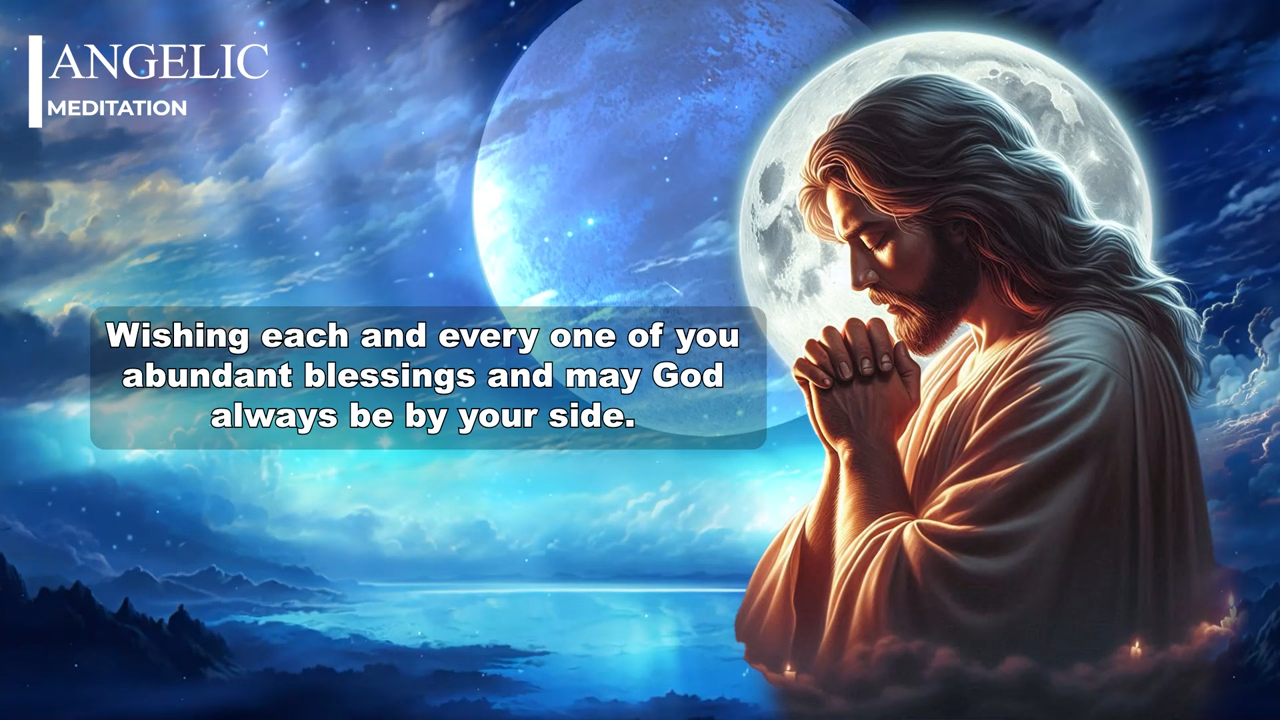 ANGELIC
MEDITATION
Wishing each and every one of you
abundant blessings and may God
always be by your side.